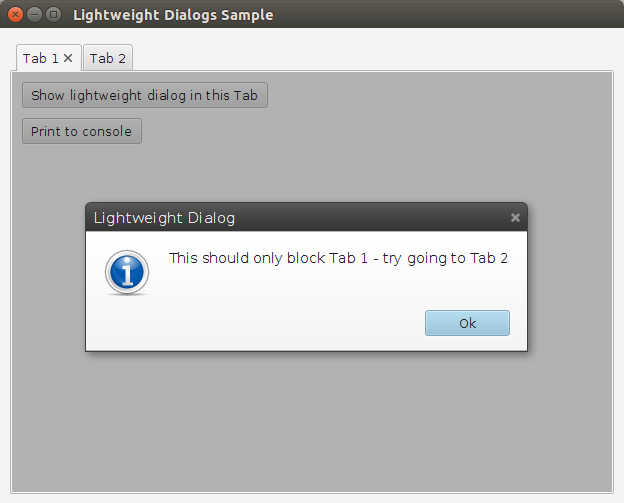 Lightweight Dialogs Sample
Tab 1
Tab 2
Show lightweight dialog in this Tab
Print to console
Lightweight Dialog
This should only block Tab 1 - try going to Tab 2
Ok